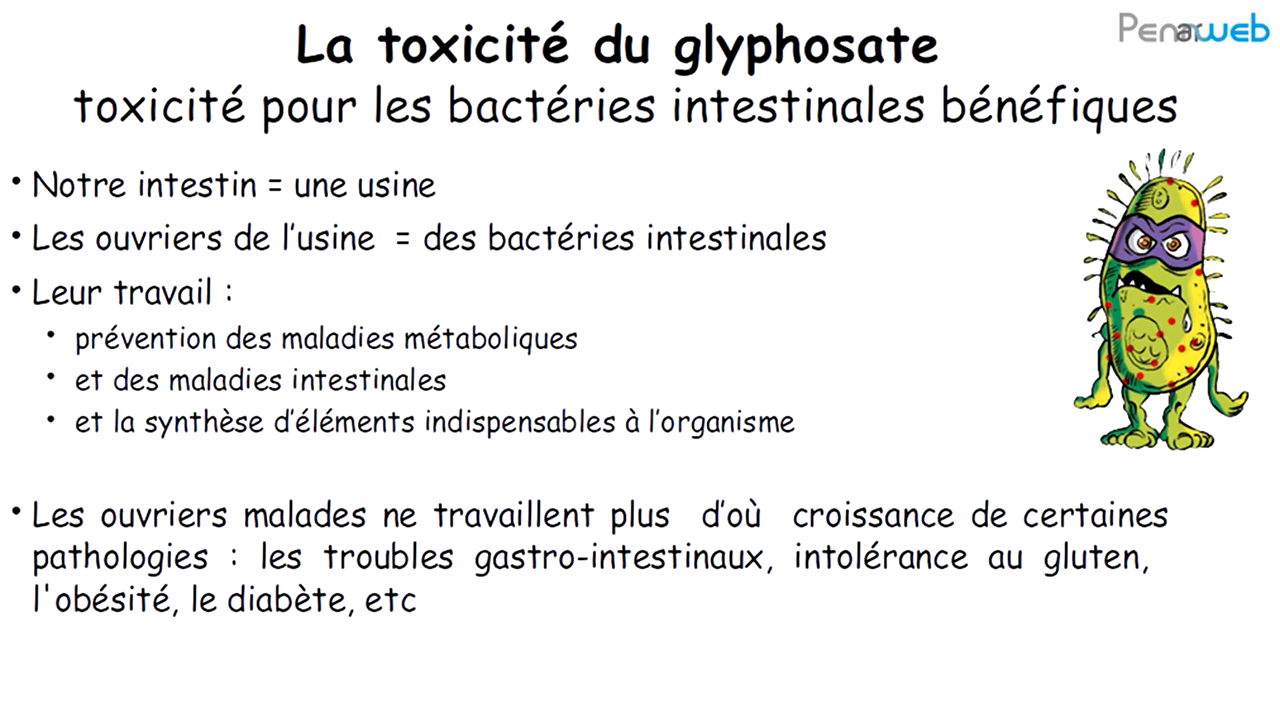 Penarweb
La toxicité du glyphosate
toxicité pour les bactéries intestinales bénéfiques
• Notre intestin = une usine
• Les ouvriers de l'usine = des bactéries intestinales
• Leur travail :
• prévention des maladies métaboliques
• et des maladies intestinales
• et la synthèse d'éléments indispensables à l'organisme
• Les ouvriers malades ne travaillent plus d'où croissance de certaines
pathologies : les troubles gastro-intestinaux, intolérance au gluten,
l'obésité, le diabète, etc